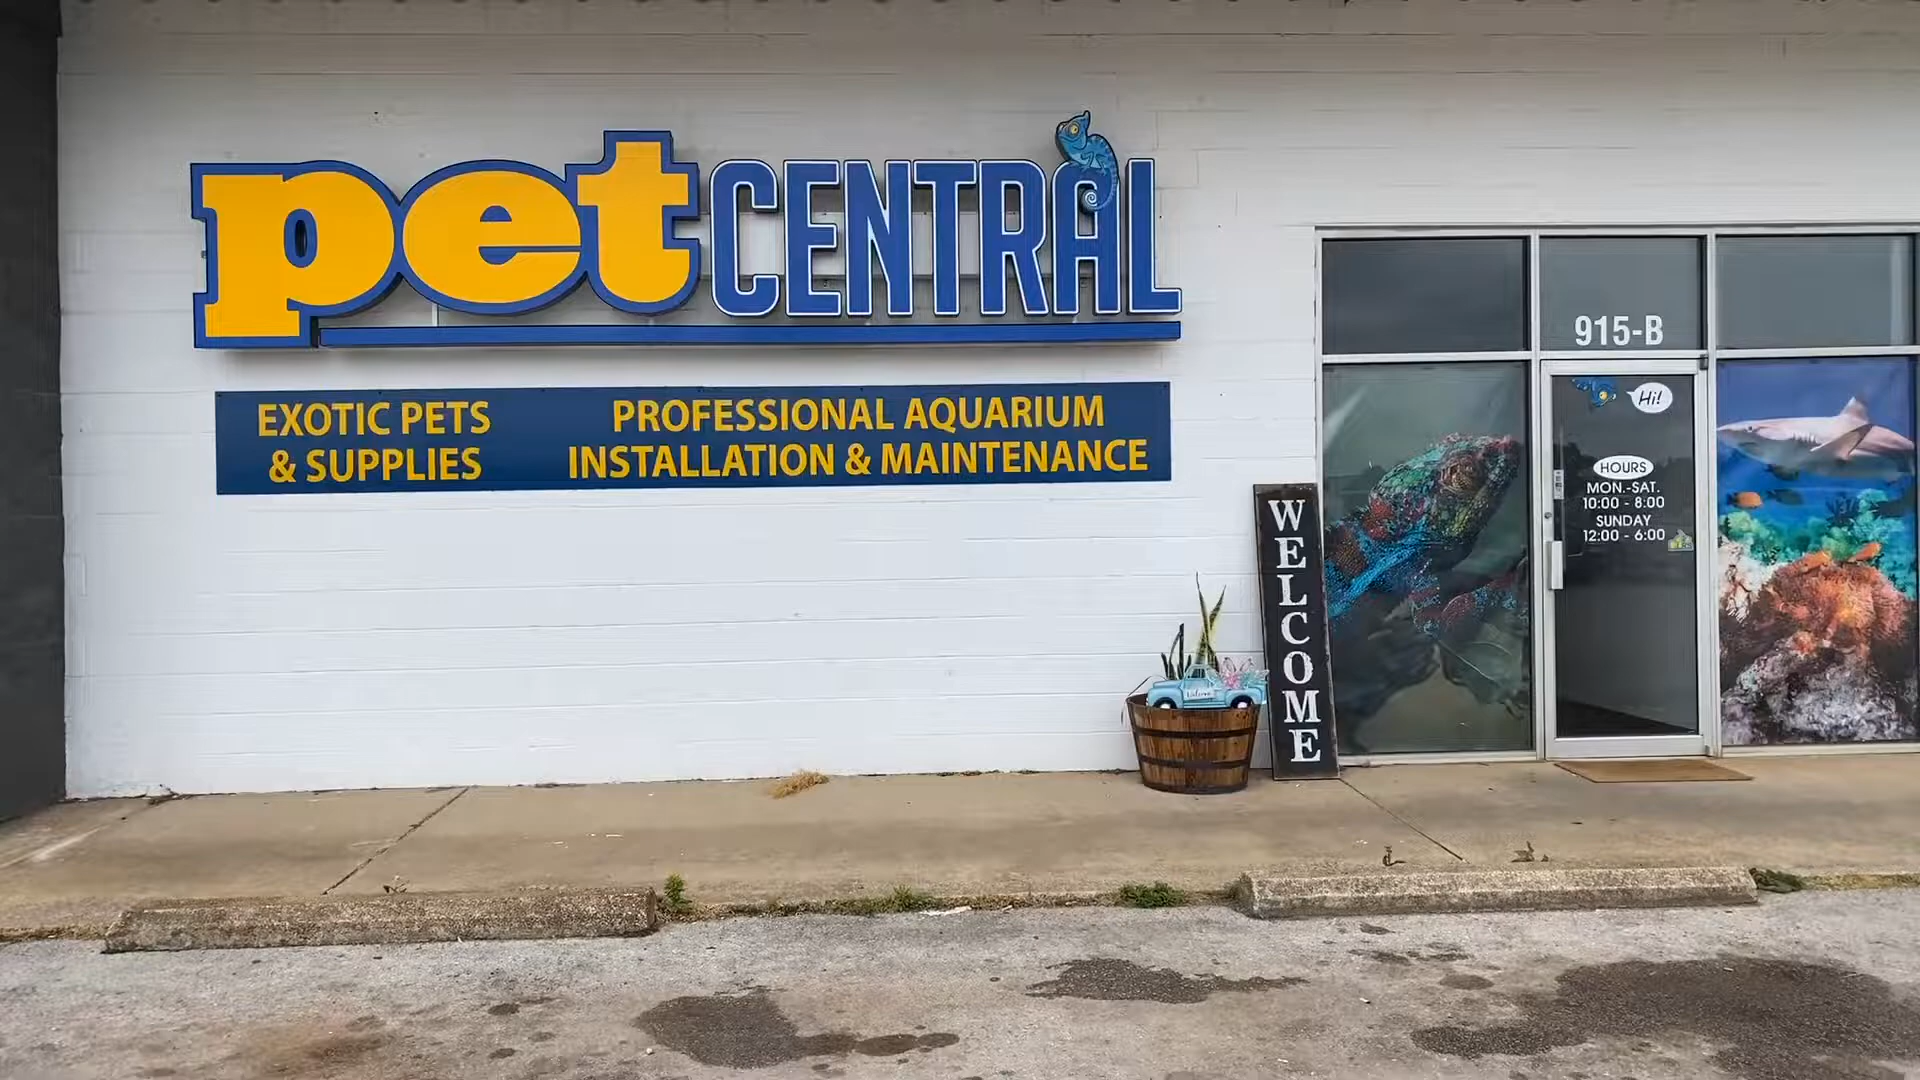 pet CENTRAL
EXOTIC PETS
& SUPPLIES
PROFESSIONAL AQUARIUM
INSTALLATION & MAINTENANCE
915-B
Hi!
HOURS
MON.-SAT.
10:00 - 8:00
SUNDAY
12:00 - 6:00
WELCOME
Welcome